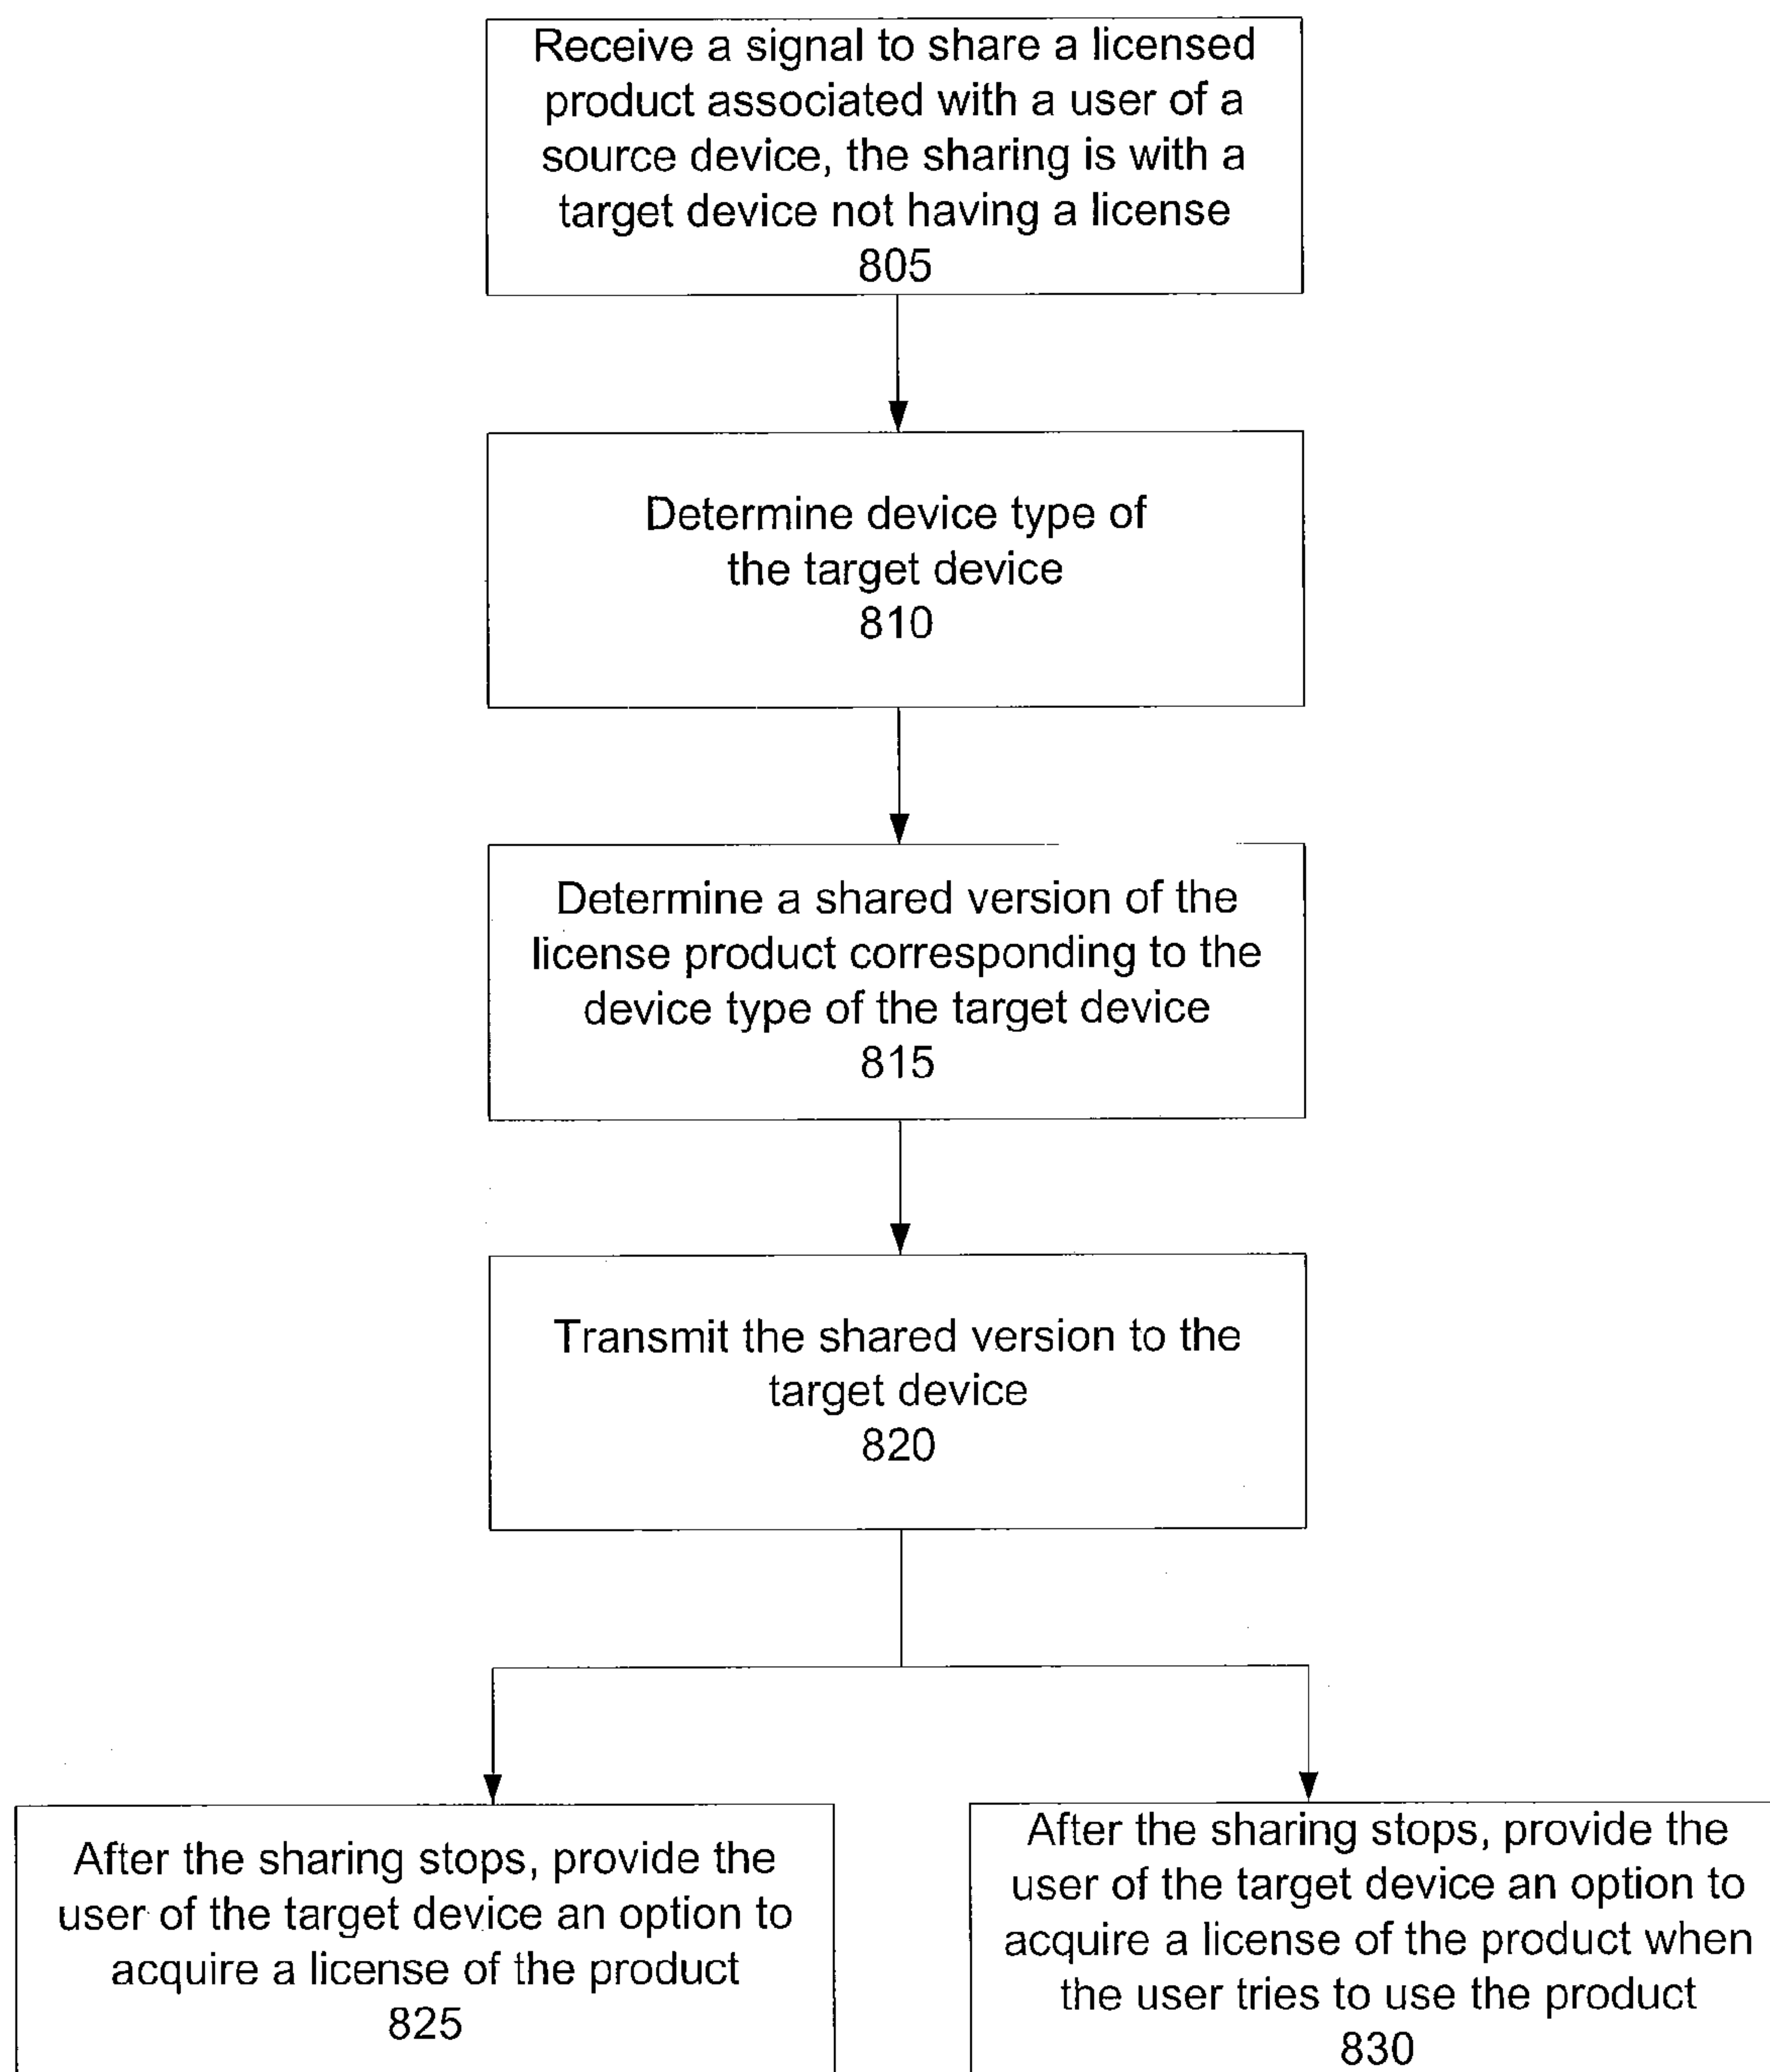 Receive a signal to share a licensed
product associated with a user of a
source device, the sharing is with a
target device not having a license
805
Determine device type of
the target device
810
Determine a shared version of the
license product corresponding to the
device type of the target device
815
Transmit the shared version to the
target device
820
After the sharing stops, provide the
user of the target device an option to
acquire a license of the product
825
After the sharing stops, provide the
user of the target device an option to
acquire a license of the product when
the user tries to use the product
830